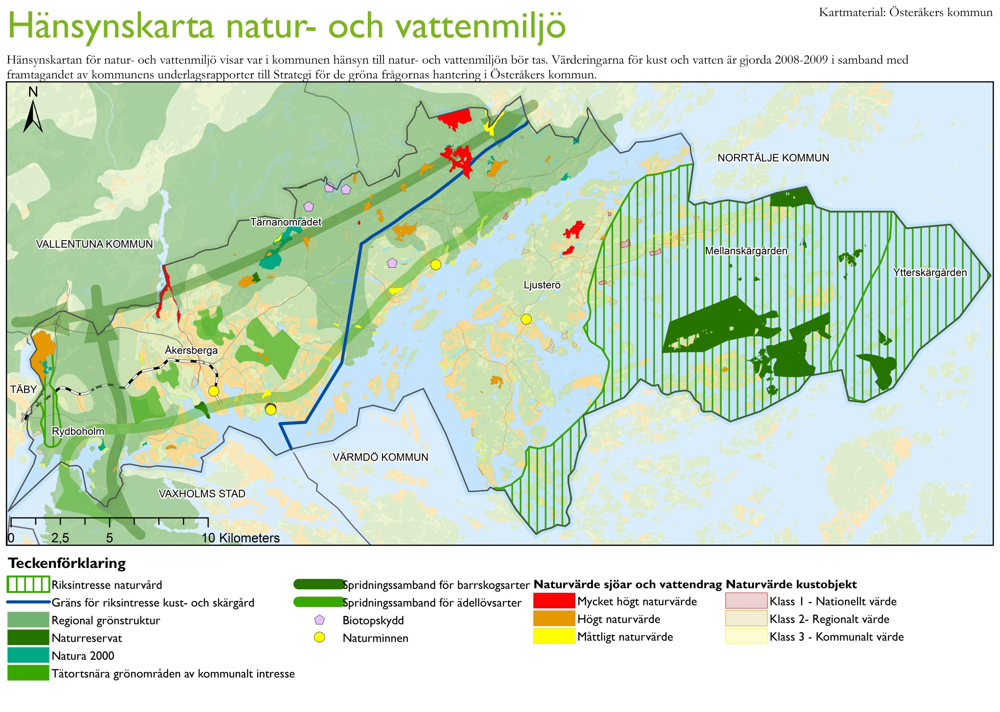 Hänsynskarta natur- och vattenmiljö
Kartmaterial: Österåkers kommun
Hänsynskartan för natur- och vattenmiljö visar var i kommunen hänsyn till natur- och vattenmiljön bör tas. Värderingarna för kust och vatten är gjorda 2008-2009 i samband med
framtagandet av kommunens underlagsrapporter till Strategi för de gröna frågornas hantering i Österåkers kommun.
N
NORRTÄLJE KOMMUN
Tärnanområdet
VALLENTUNA KOMMUN
Mellanskärgården
Ytterskärgården
Ljusterö
Åkersberga
TÄBY
Rydboholm
VÄRMDÖ KOMMUN
VAXHOLMS STAD
0 2,5 5 10 Kilometers
Teckenförklaring
Riksintresse naturvård
Gräns för riksintresse kust- och skärgård
Regional grönstruktur
Naturreservat
Natura 2000
Tätortsnära grönområden av kommunalt intresse
Spridningssamband för barrskogsarter
Spridningssamband för ädellövsarter
Biotopskydd
Naturminnen
Naturvärde sjöar och vattendrag
Mycket högt naturvärde
Högt naturvärde
Måttligt naturvärde
Naturvärde kustobjekt
Klass 1 - Nationellt värde
Klass 2- Regionalt värde
Klass 3 - Kommunalt värde